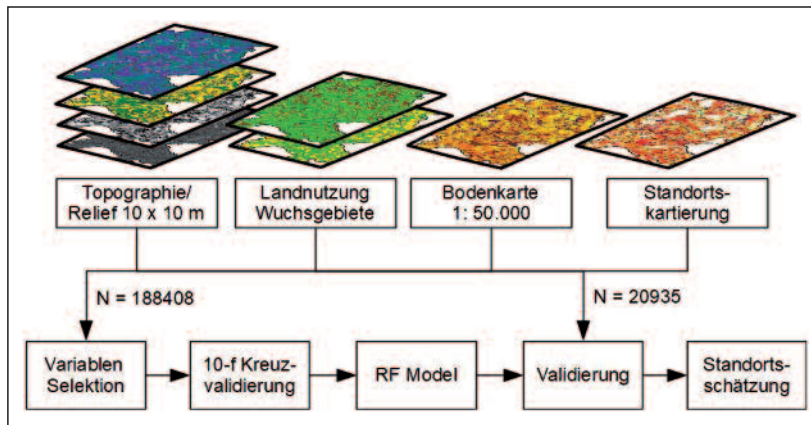 Topographie/
Relief 10 x 10 m
Landnutzung
Wuchsgebiete
Bodenkarte
1: 50.000
Standorts-
kartierung
N = 188408
N = 20935
Variablen
Selektion
10-f Kreuz-
validierung
RF Model
Validierung
Standorts-
schätzung